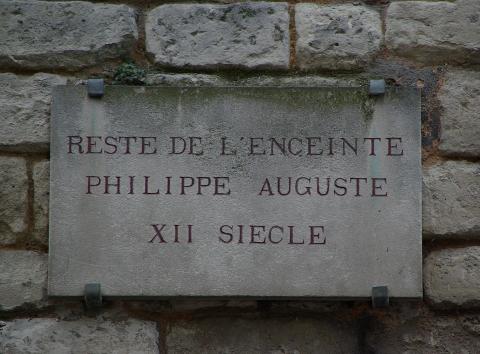 RESTE DE L'ENCEINTE
PHILIPPE AUGUSTE
XII SIECLE